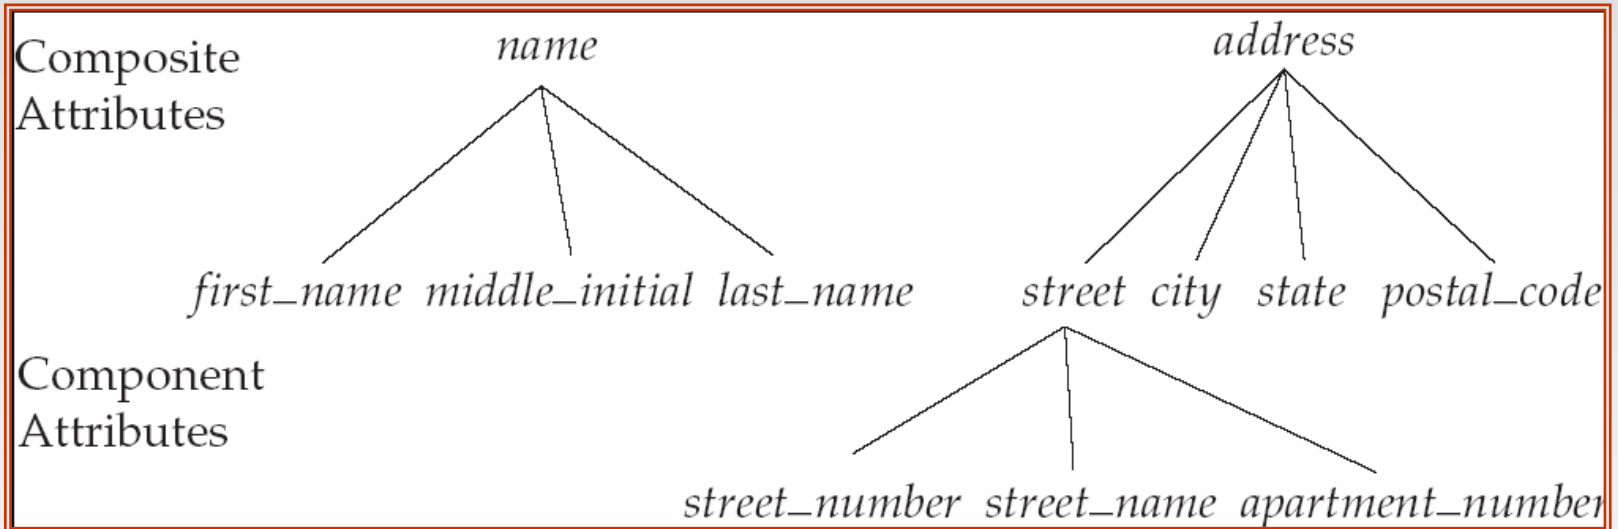 Composite
Attributes
name
address
first_name middle_initial last_name
street city state postal_code
Component
Attributes
street_number street_name apartment_number